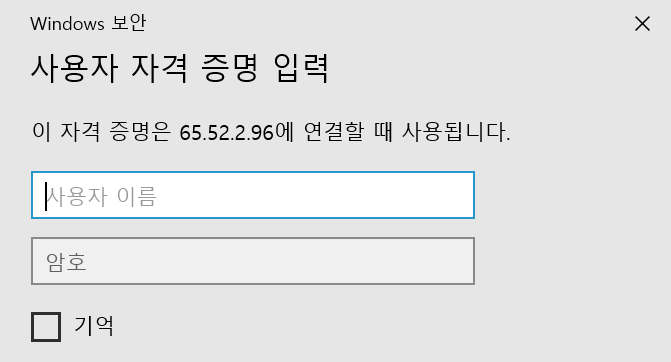 Windows 보안
사용자 자격 증명 입력
이 자격 증명은 65.52.2.96에 연결할 때 사용됩니다.
사용자 이름
암호
기억